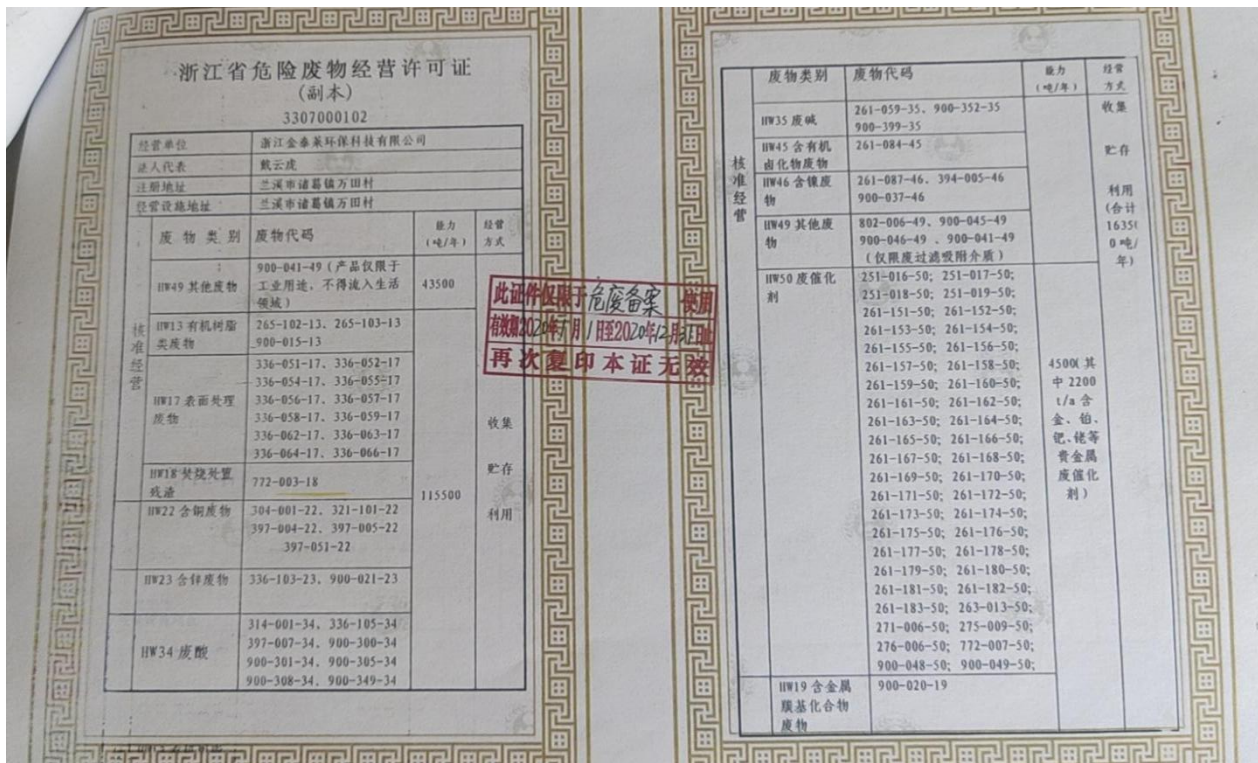 浙江省危险废物经营许可证
(副本)
3307000102
经营单位 浙江金泰莱环保科技有限公司
法人代表 戴云虎
注册地址 兰溪市诸葛镇万田村
经营设施地址 兰溪市诸葛镇万田村
核准经营
废物类别 废物代码 能力(吨/年) 经营方式
HW49 其他废物
900-041-49（产品仅限于
工业用途，不得流入生活
领域）
43500
HW13 有机树脂
类废物
265-102-13、265-103-13
900-015-13
HW17 表面处理
废物
336-051-17、336-052-17
336-054-17、336-055-17
336-056-17、336-057-17
336-058-17、336-059-17
336-062-17、336-063-17
336-064-17、336-066-17
HW18 焚烧处置
残渣
772-003-18
HW22 含铜废物
304-001-22、321-101-22
397-004-22、397-005-22
397-051-22
HW23 含锌废物 336-103-23、900-021-23
HW34 废酸
314-001-34、336-105-34
397-007-34、900-300-34
900-301-34、900-305-34
900-308-34、900-349-34
115500
收集
贮存
利用
此证件仅限于危废备案使用
有效期2020年 月1日至2020年12月31日止
再次复印本证无效
核准经营
废物类别 废物代码 能力(吨/年) 经营方式
HW35 废碱
261-059-35、900-352-35
900-399-35
HW45 含有机
卤化物废物
261-084-45
HW46 含镍废
物
261-087-46、394-005-46
900-037-46
HW49 其他废
物
802-006-49、900-045-49
900-046-49 、900-041-49
（仅限废过滤吸附介质）
收集
贮存
利用
(合计
16350
0 吨/
年)
HW50 废催化
剂
251-016-50; 251-017-50;
251-018-50; 251-019-50;
261-151-50; 261-152-50;
261-153-50; 261-154-50;
261-155-50; 261-156-50;
261-157-50; 261-158-50;
261-159-50; 261-160-50;
261-161-50; 261-162-50;
261-163-50; 261-164-50;
261-165-50; 261-166-50;
261-167-50; 261-168-50;
261-169-50; 261-170-50;
261-171-50; 261-172-50;
261-173-50; 261-174-50;
261-175-50; 261-176-50;
261-177-50; 261-178-50;
261-179-50; 261-180-50;
261-181-50; 261-182-50;
261-183-50; 263-013-50;
271-006-50; 275-009-50;
276-006-50; 772-007-50;
900-048-50; 900-049-50;
4500(其
中 2200
t/a 含
金、铂、
钯、铑等
贵金属
废催化
剂)
HW19 含金属
羰基化合物
废物
900-020-19